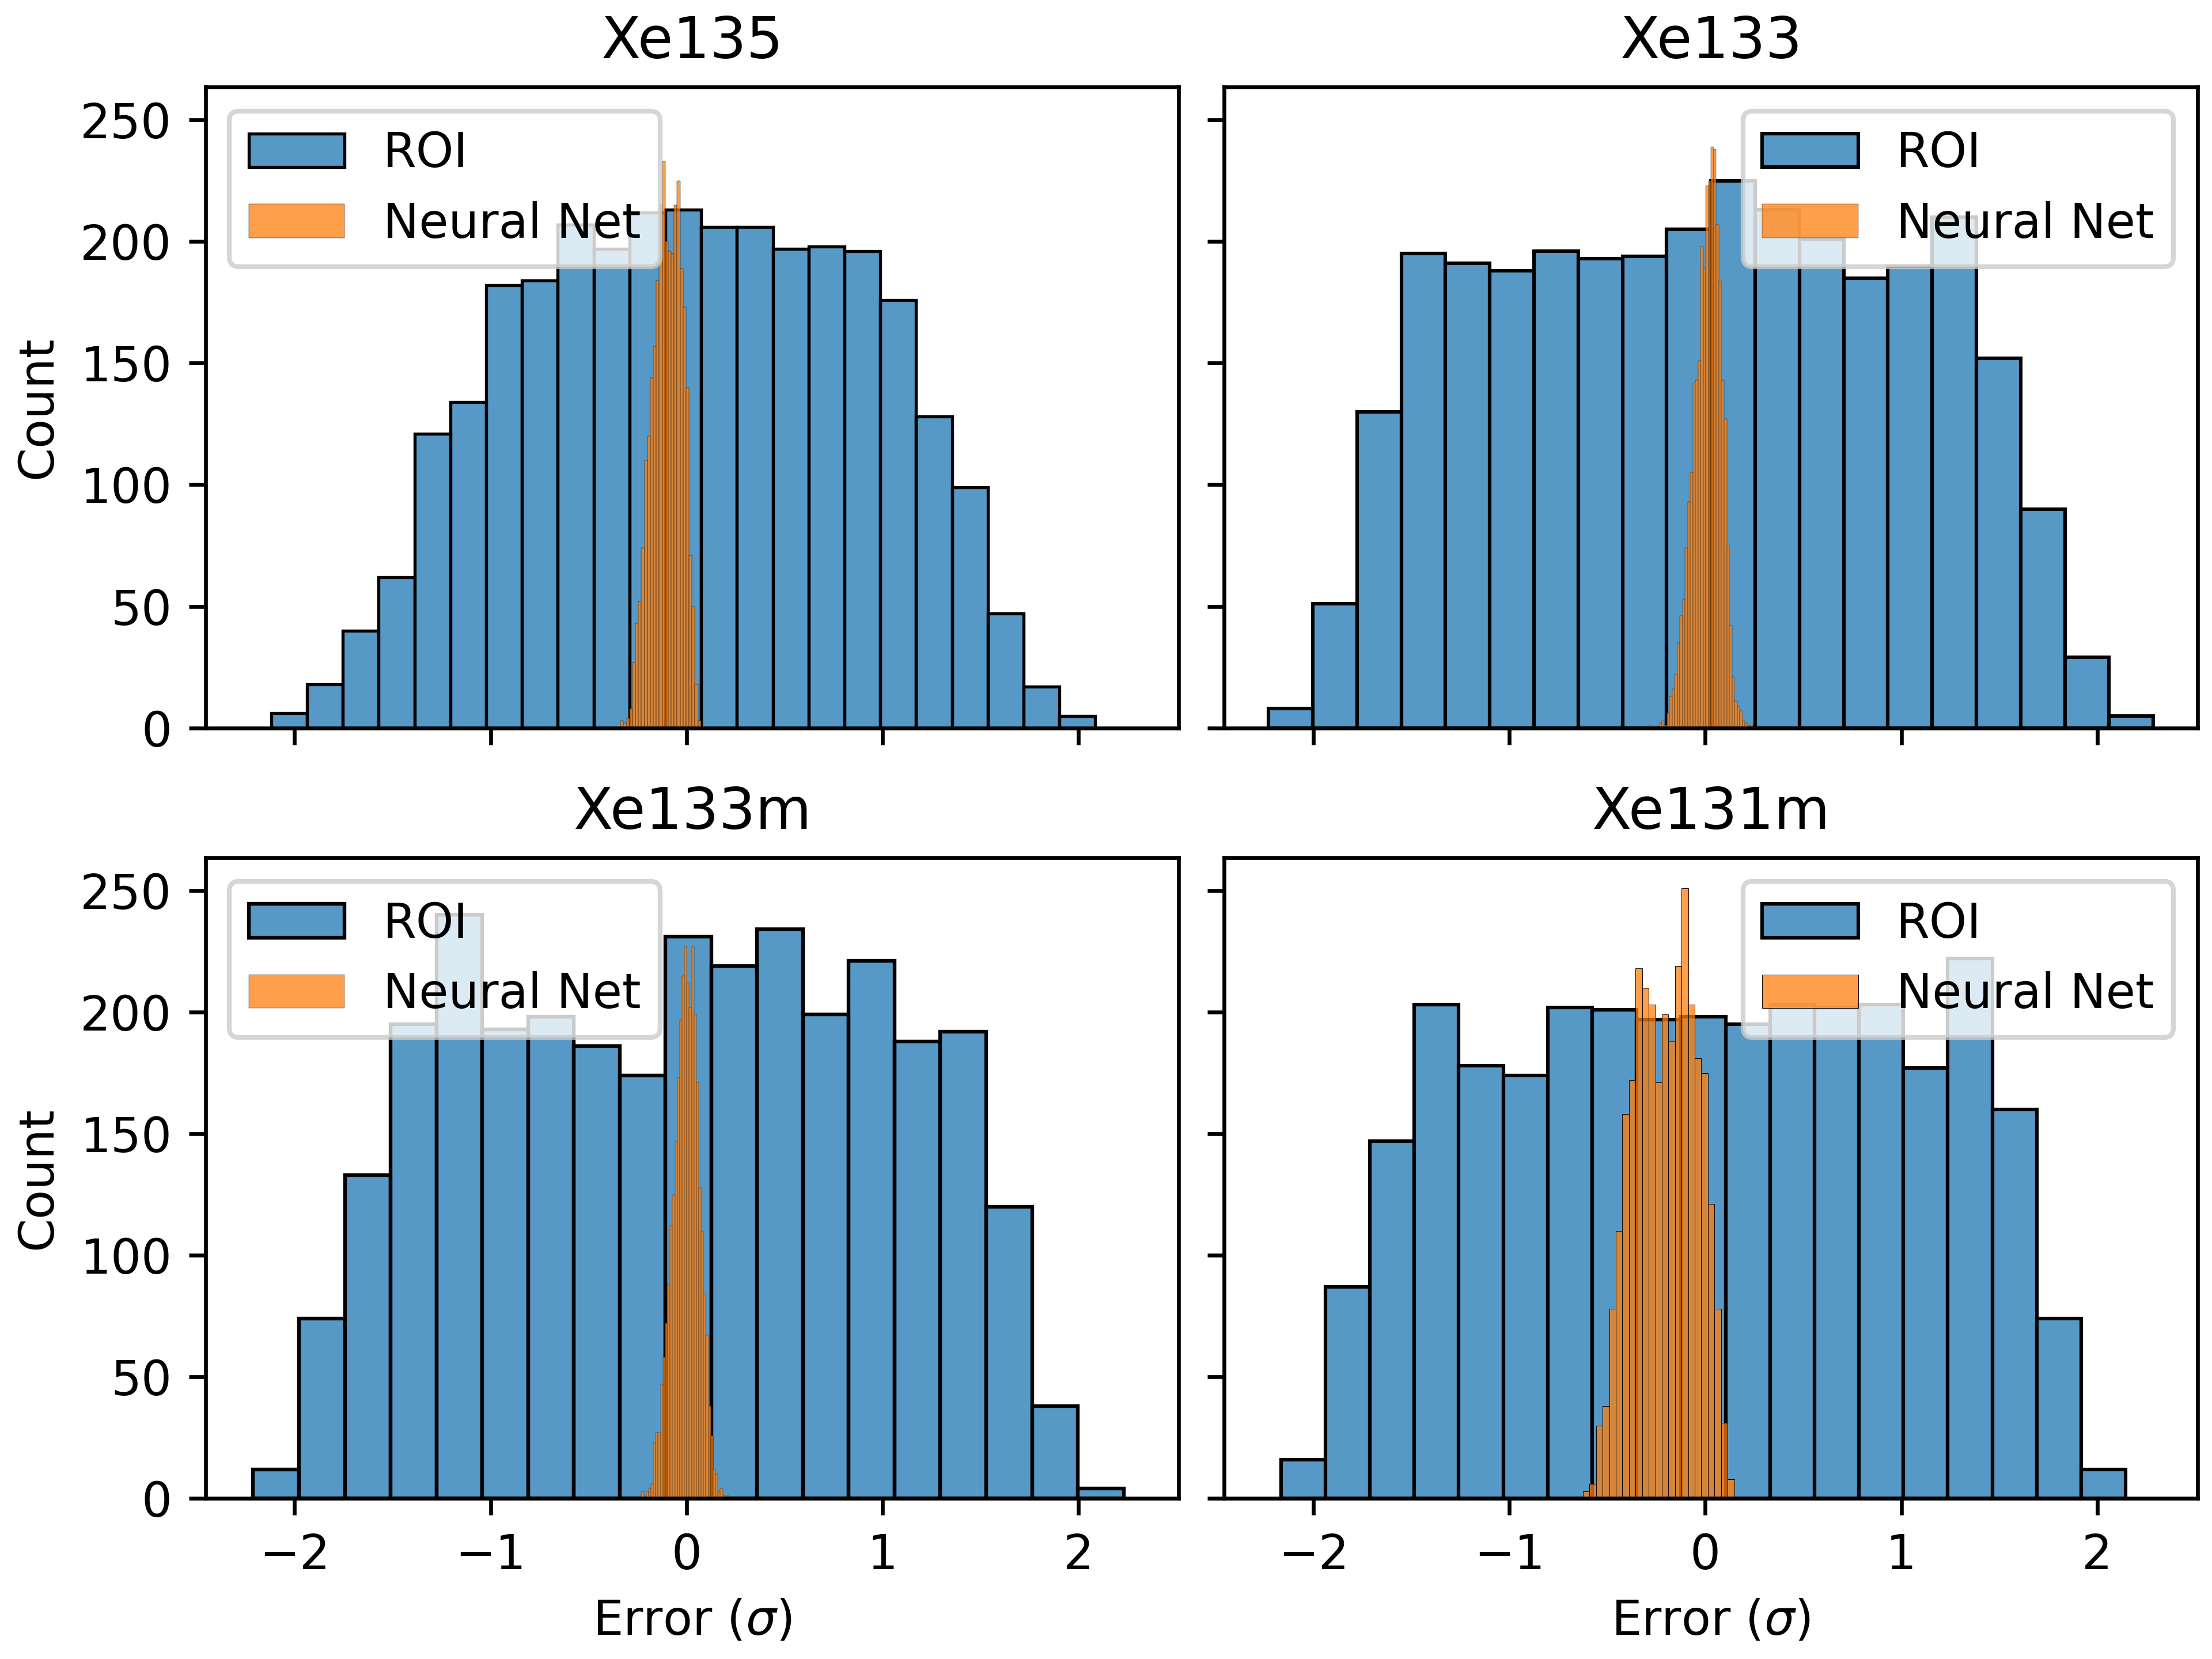 Xe135
Xe133
250
200
150
100
50
0
Count
ROI
Neural Net
ROI
Neural Net
Xe133m
Xe131m
250
200
150
100
50
0
Count
ROI
Neural Net
ROI
Neural Net
−2 −1 0 1 2
−2 −1 0 1 2
Error (σ)
Error (σ)